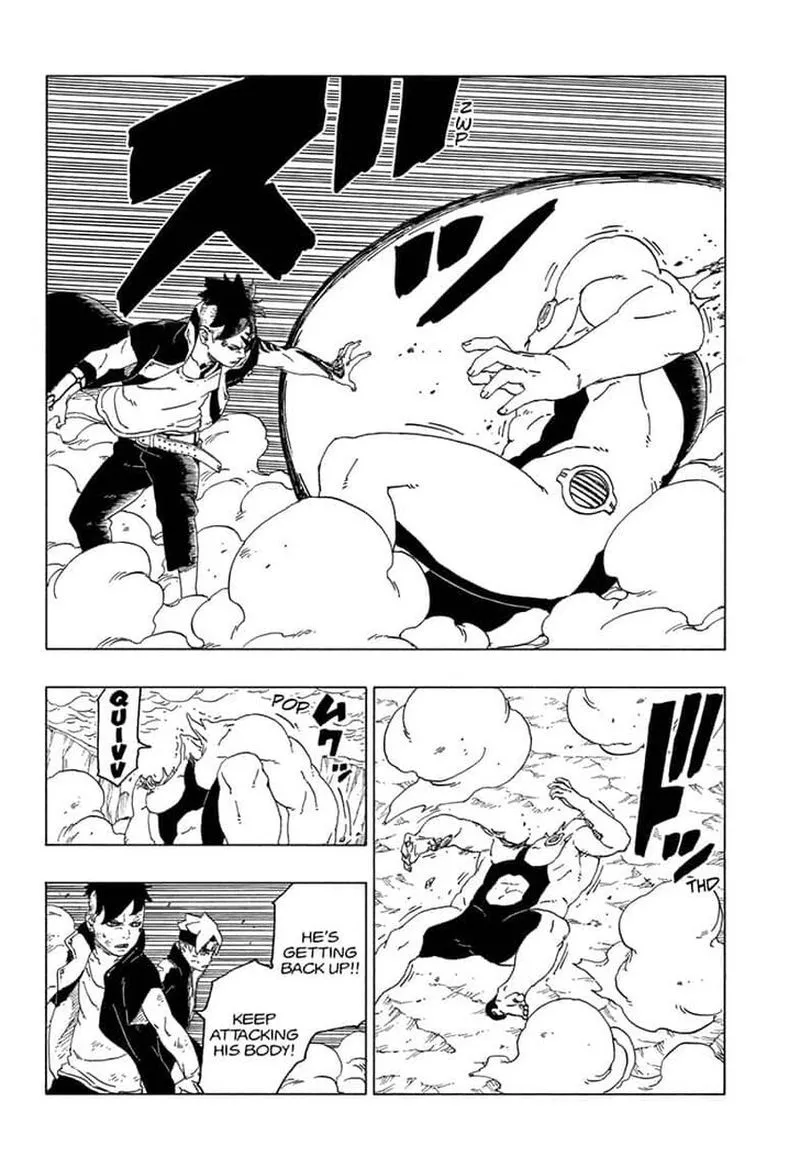 ズズッ
ZWP
ドッ
THD
ムクッ
POP
QUIVV
HE'S
GETTING
BACK UP!!
KEEP
ATTACKING
HIS BODY!